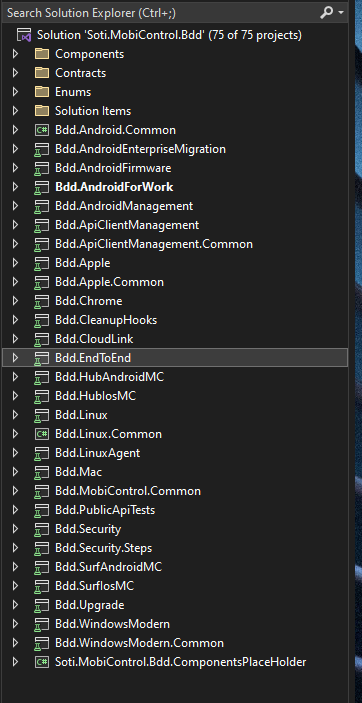 Search Solution Explorer (Ctrl+;)
Solution 'Soti.MobiControl.Bdd' (75 of 75 projects)
Components
Contracts
Enums
Solution Items
Bdd.Android.Common
Bdd.AndroidEnterpriseMigration
Bdd.AndroidFirmware
Bdd.AndroidForWork
Bdd.AndroidManagement
Bdd.ApiClientManagement
Bdd.ApiClientManagement.Common
Bdd.Apple
Bdd.Apple.Common
Bdd.Chrome
Bdd.CleanupHooks
Bdd.CloudLink
Bdd.EndToEnd
Bdd.HubAndroidMC
Bdd.HubIosMC
Bdd.Linux
Bdd.Linux.Common
Bdd.LinuxAgent
Bdd.Mac
Bdd.MobiControl.Common
Bdd.PublicApiTests
Bdd.Security
Bdd.Security.Steps
Bdd.SurfAndroidMC
Bdd.SurfIosMC
Bdd.Upgrade
Bdd.WindowsModern
Bdd.WindowsModern.Common
Soti.MobiControl.Bdd.ComponentsPlaceHolder